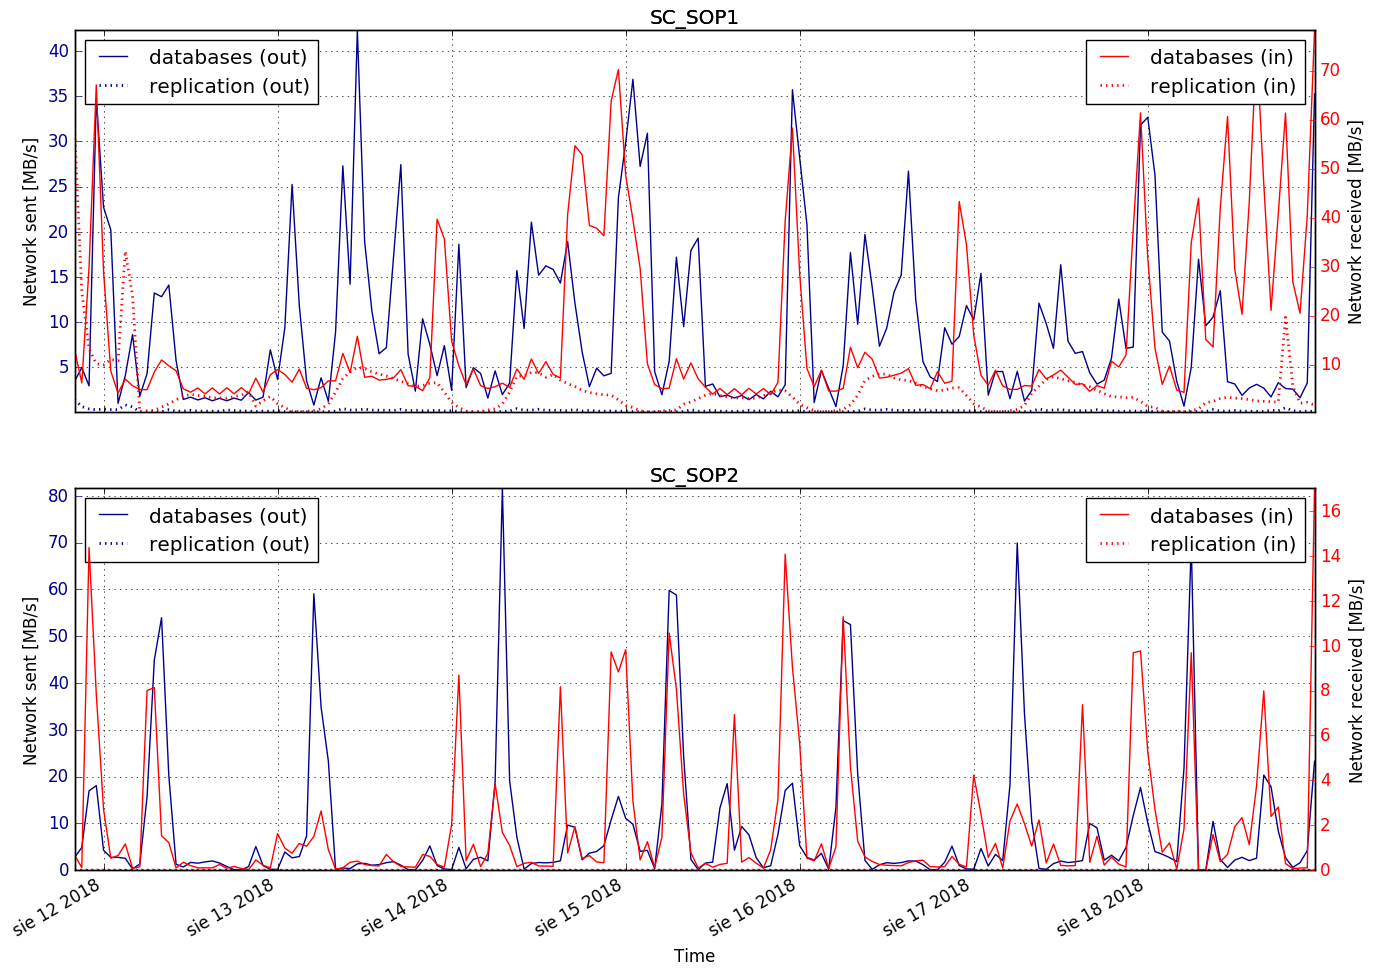 SC_SOP1
databases (out)
replication (out)
databases (in)
replication (in)
Network sent [MB/s]
40
35
30
25
20
15
10
5
70
60
50
40
30
20
10
Network received [MB/s]
SC_SOP2
databases (out)
replication (out)
databases (in)
replication (in)
Network sent [MB/s]
80
70
60
50
40
30
20
10
0
16
14
12
10
8
6
4
2
0
Network received [MB/s]
sie 12 2018
sie 13 2018
sie 14 2018
sie 15 2018
sie 16 2018
sie 17 2018
sie 18 2018
Time